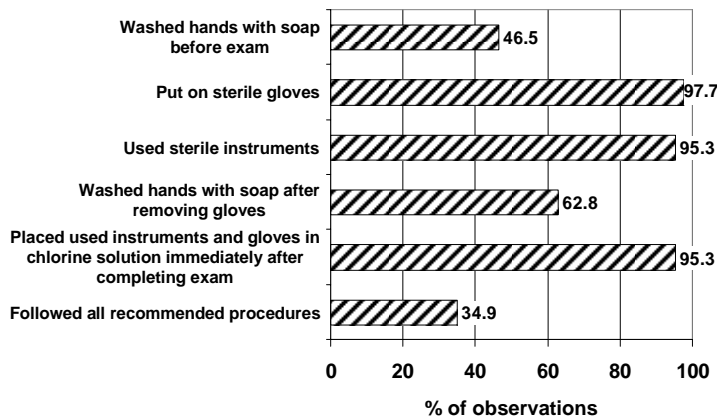 Washed hands with soap
before exam
46.5
Put on sterile gloves
97.7
Used sterile instruments
95.3
Washed hands with soap after
removing gloves
62.8
Placed used instruments and gloves in
chlorine solution immediately after
completing exam
95.3
Followed all recommended procedures
34.9
0 20 40 60 80 100
% of observations